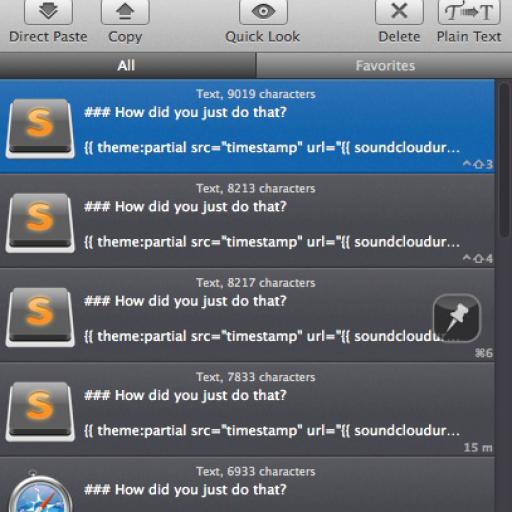 Direct Paste Copy Quick Look Delete Plain Text
All Favorites
Text, 9019 characters
### How did you just do that?
{{ theme:partial src="timestamp" url="{{ soundcloudur...
^⇧3
Text, 8213 characters
### How did you just do that?
{{ theme:partial src="timestamp" url="{{ soundcloudur...
^⇧4
Text, 8217 characters
### How did you just do that?
{{ theme:partial src="timestamp" url="{{ soundcloudur...
⌘6
Text, 7833 characters
### How did you just do that?
{{ theme:partial src="timestamp" url="{{ soundcloudur...
15 m
Text, 6933 characters
### How did you just do that?